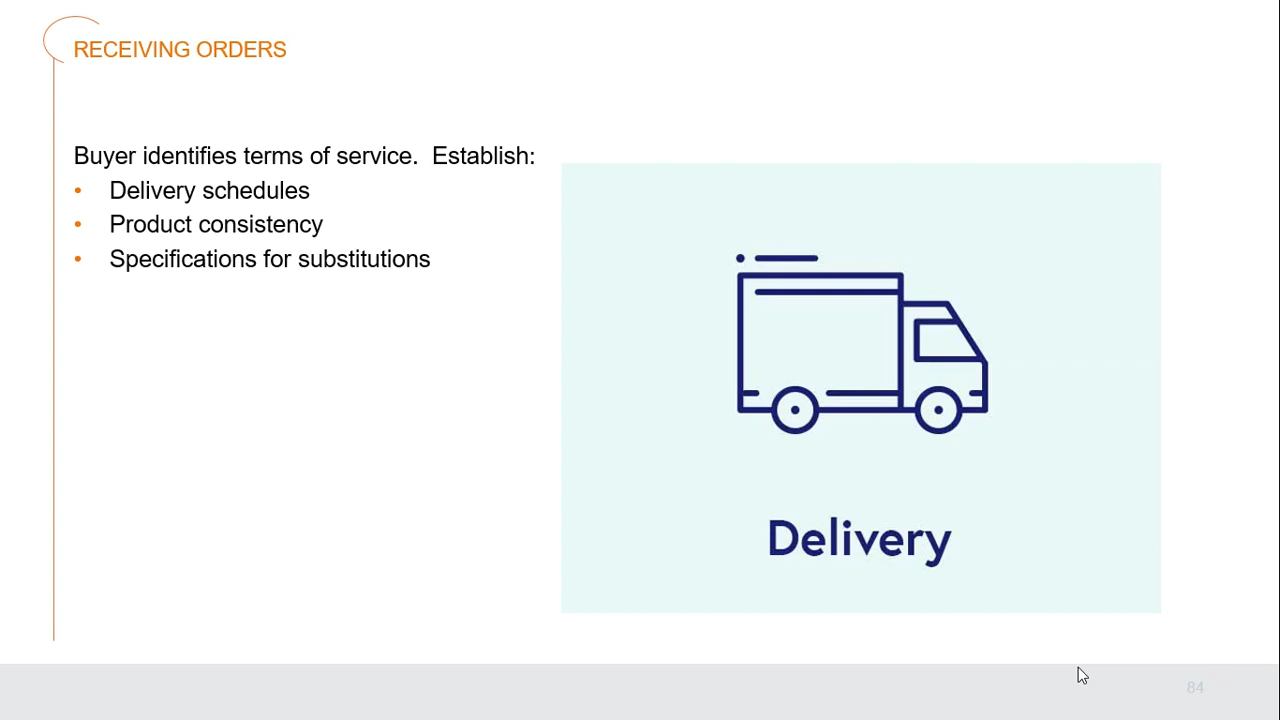 RECEIVING ORDERS
Buyer identifies terms of service.  Establish:
• Delivery schedules
• Product consistency
• Specifications for substitutions
Delivery
84